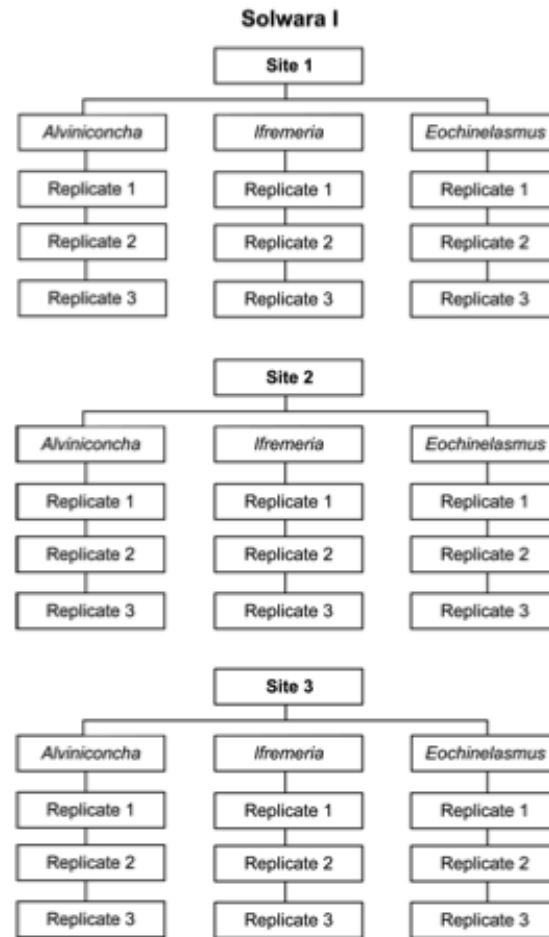 Solwara I
Site 1
Alviniconcha Ifremeria Eochinelasmus
Replicate 1 Replicate 1 Replicate 1
Replicate 2 Replicate 2 Replicate 2
Replicate 3 Replicate 3 Replicate 3
Site 2
Alviniconcha Ifremeria Eochinelasmus
Replicate 1 Replicate 1 Replicate 1
Replicate 2 Replicate 2 Replicate 2
Replicate 3 Replicate 3 Replicate 3
Site 3
Alviniconcha Ifremeria Eochinelasmus
Replicate 1 Replicate 1 Replicate 1
Replicate 2 Replicate 2 Replicate 2
Replicate 3 Replicate 3 Replicate 3